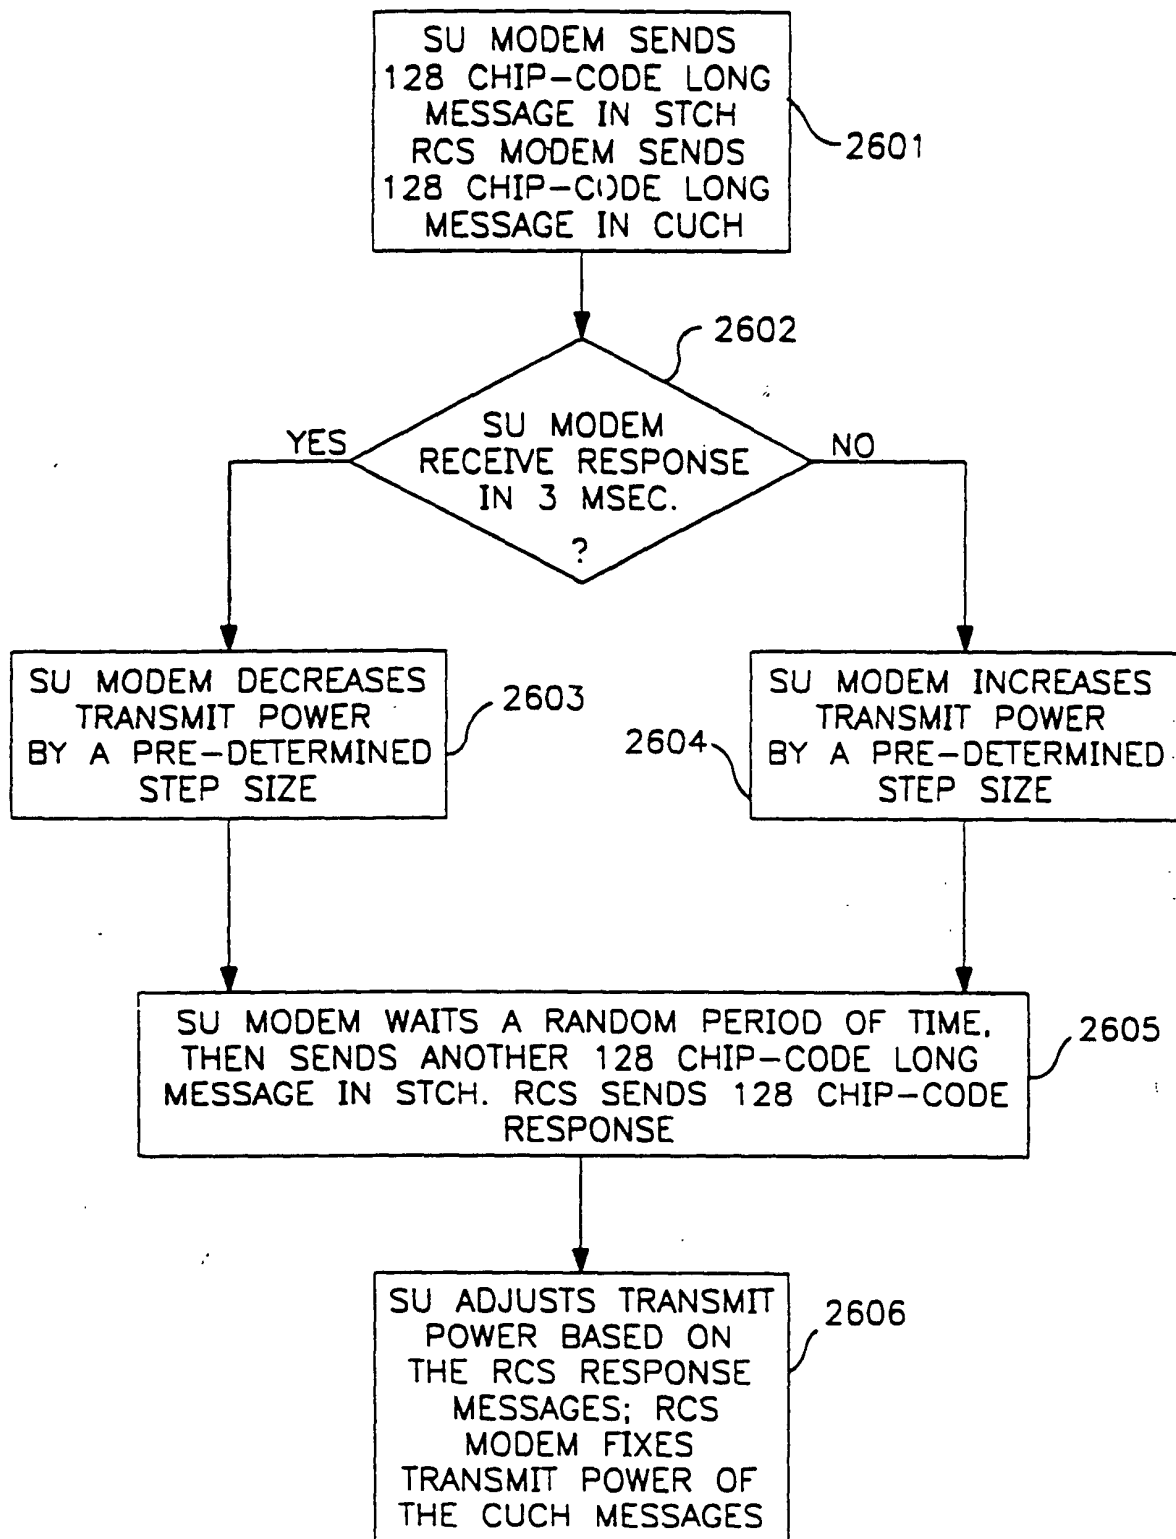 SU MODEM SENDS
128 CHIP-CODE LONG
MESSAGE IN STCH
RCS MODEM SENDS
128 CHIP-CODE LONG
MESSAGE IN CUCH
2601
2602
SU MODEM
RECEIVE RESPONSE
IN 3 MSEC.
?
YES
NO
SU MODEM DECREASES
TRANSMIT POWER
BY A PRE-DETERMINED
STEP SIZE
2603
SU MODEM INCREASES
TRANSMIT POWER
BY A PRE-DETERMINED
STEP SIZE
2604
SU MODEM WAITS A RANDOM PERIOD OF TIME,
THEN SENDS ANOTHER 128 CHIP-CODE LONG
MESSAGE IN STCH. RCS SENDS 128 CHIP-CODE
RESPONSE
2605
SU ADJUSTS TRANSMIT
POWER BASED ON
THE RCS RESPONSE
MESSAGES; RCS
MODEM FIXES
TRANSMIT POWER OF
THE CUCH MESSAGES
2606